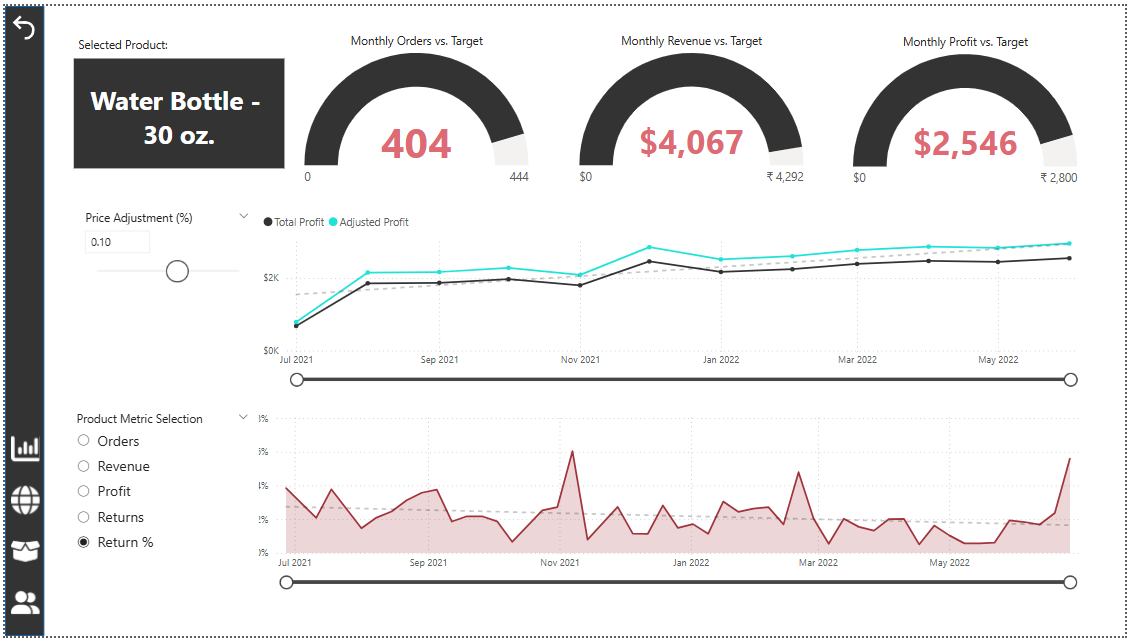 Selected Product:
Water Bottle -
30 oz.
Monthly Orders vs. Target
404
0
444
Monthly Revenue vs. Target
$4,067
$0
₹ 4,292
Monthly Profit vs. Target
$2,546
$0
₹ 2,800
Price Adjustment (%)
0.10
Total Profit
Adjusted Profit
$2K
$0K
Jul 2021
Sep 2021
Nov 2021
Jan 2022
Mar 2022
May 2022
Product Metric Selection
Orders
Revenue
Profit
Returns
Return %
Jul 2021
Sep 2021
Nov 2021
Jan 2022
Mar 2022
May 2022